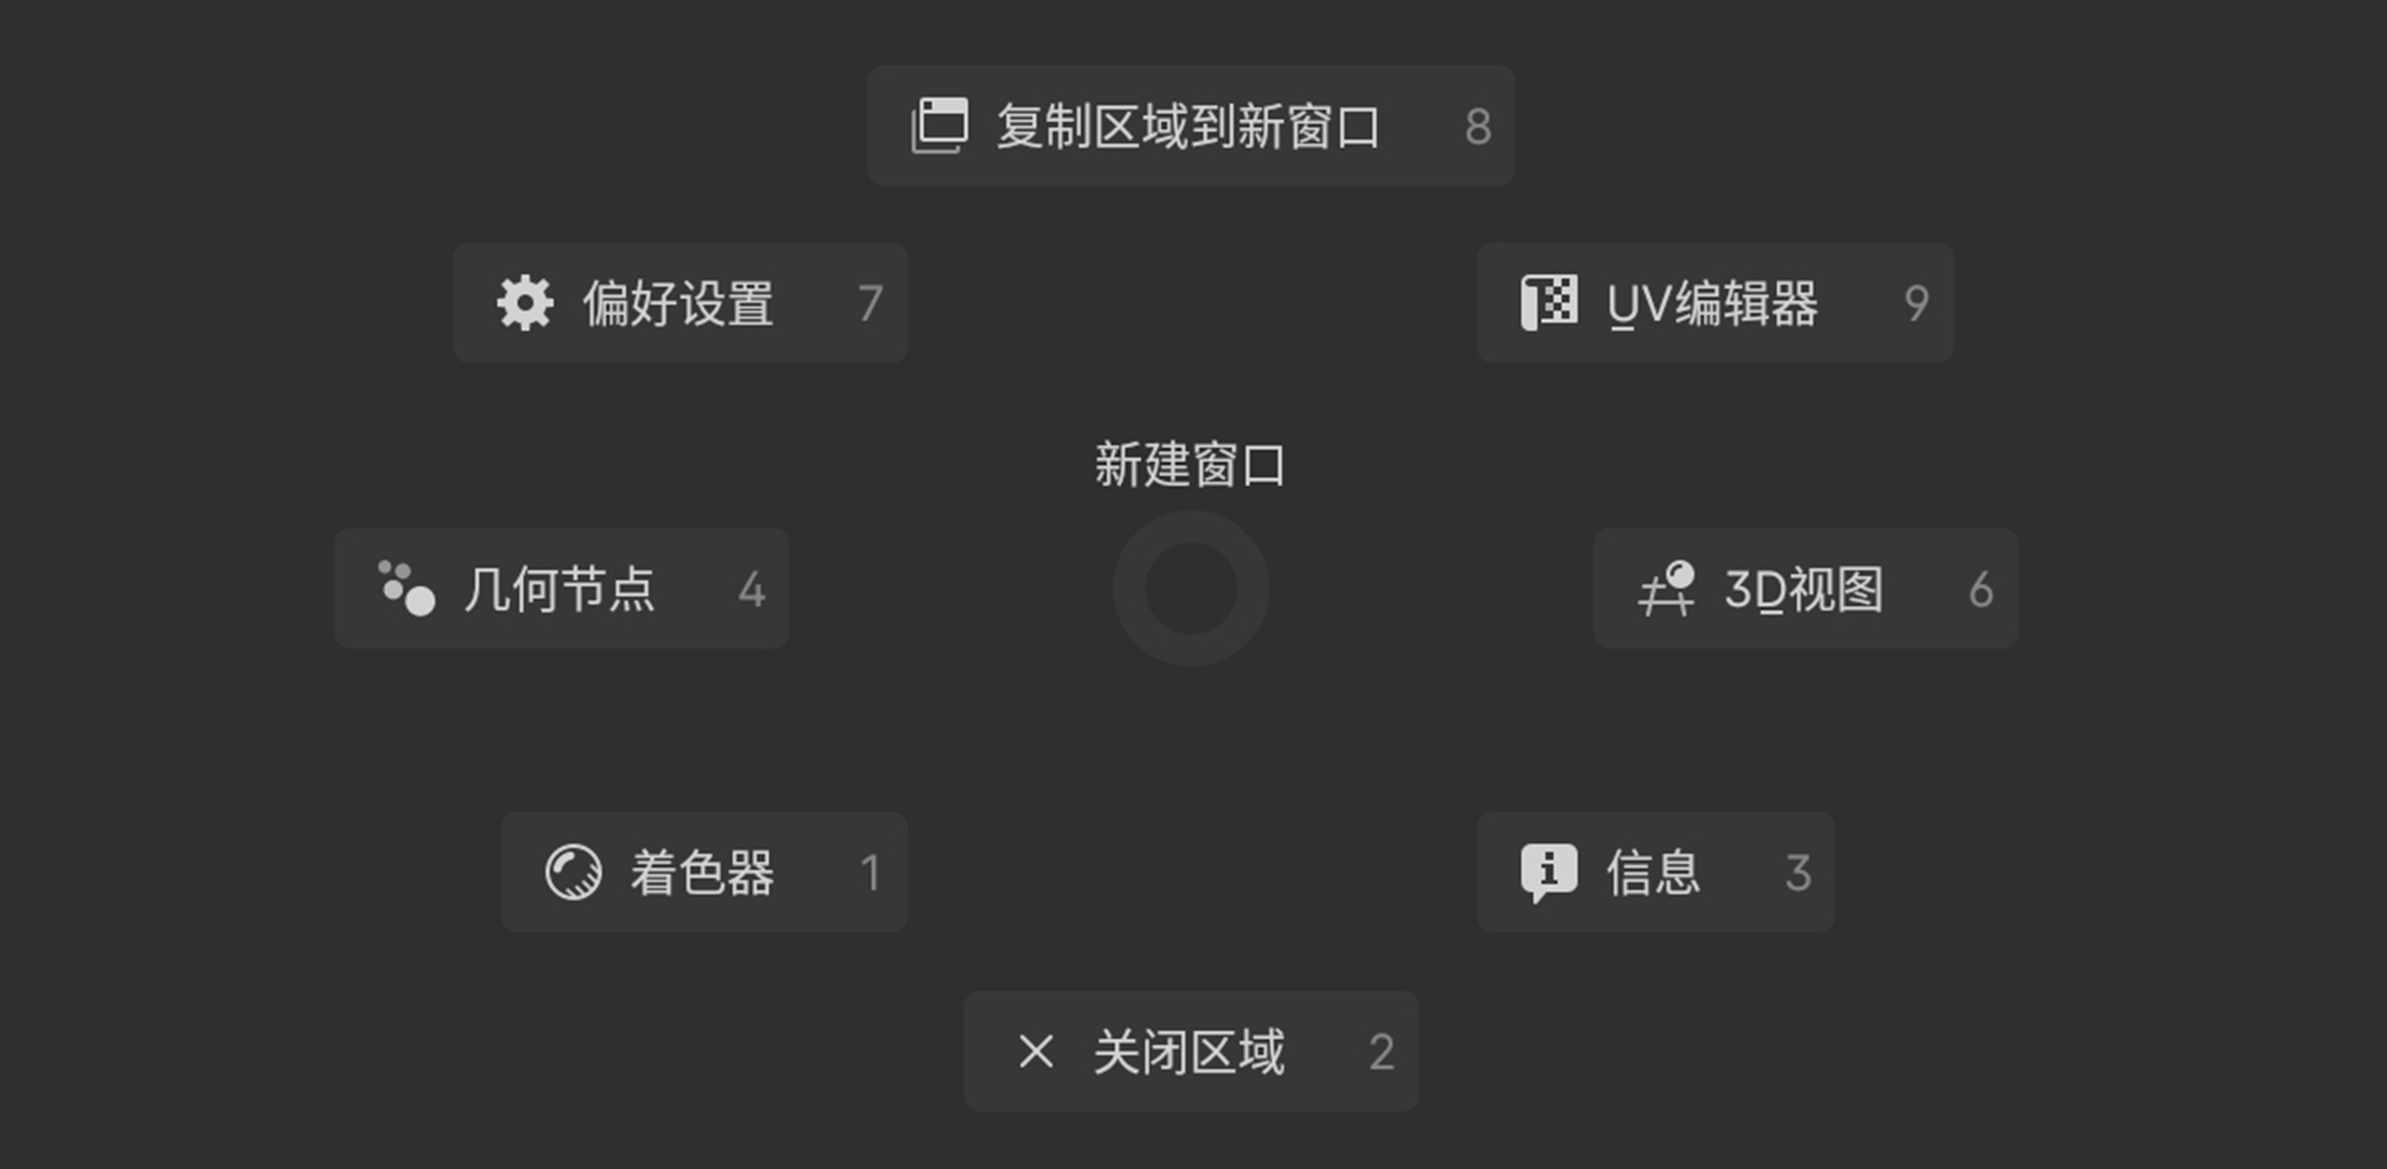 复制区域到新窗口 8
偏好设置 7
UV编辑器 9
新建窗口
几何节点 4
3D视图 6
着色器 1
信息 3
关闭区域 2